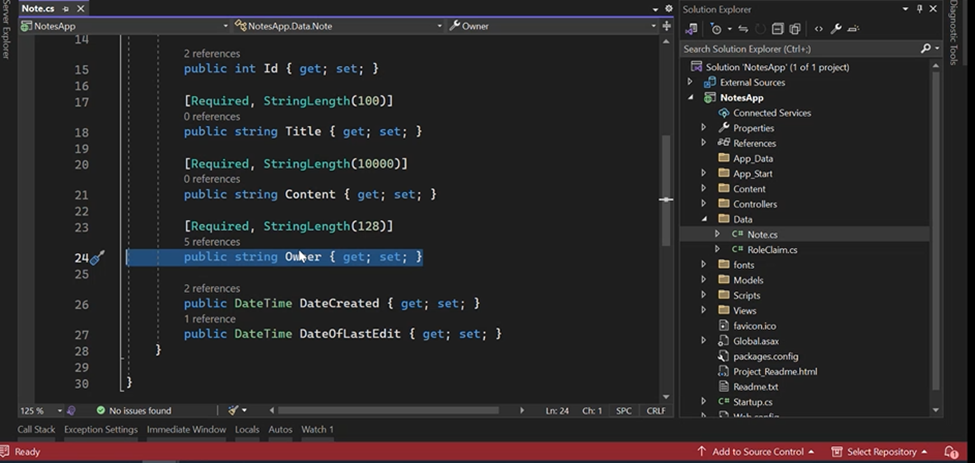 Note.cs
Solution Explorer
Server Explorer
Diagnostic Tools
NotesApp
NotesApp.Data.Note
Owner
Search Solution Explorer (Ctrl+;)
14
2 references
15 public int Id { get; set; }
16
17 [Required, StringLength(100)]
0 references
18 public string Title { get; set; }
19
20 [Required, StringLength(10000)]
0 references
21 public string Content { get; set; }
22
23 [Required, StringLength(128)]
5 references
24 public string Owner { get; set; }
25
2 references
26 public DateTime DateCreated { get; set; }
1 reference
27 public DateTime DateOfLastEdit { get; set; }
28 }
29
30 }
Solution 'NotesApp' (1 of 1 project)
External Sources
NotesApp
Connected Services
Properties
References
App_Data
App_Start
Content
Controllers
Data
C# Note.cs
C# RoleClaim.cs
fonts
Models
Scripts
Views
favicon.ico
Global.asax
packages.config
Project_Readme.html
Readme.txt
C# Startup.cs
Web.config
125 %
No issues found
Ln: 24
Ch: 1
SPC
CRLF
Call Stack
Exception Settings
Immediate Window
Locals
Autos
Watch 1
Ready
Add to Source Control
Select Repository
1